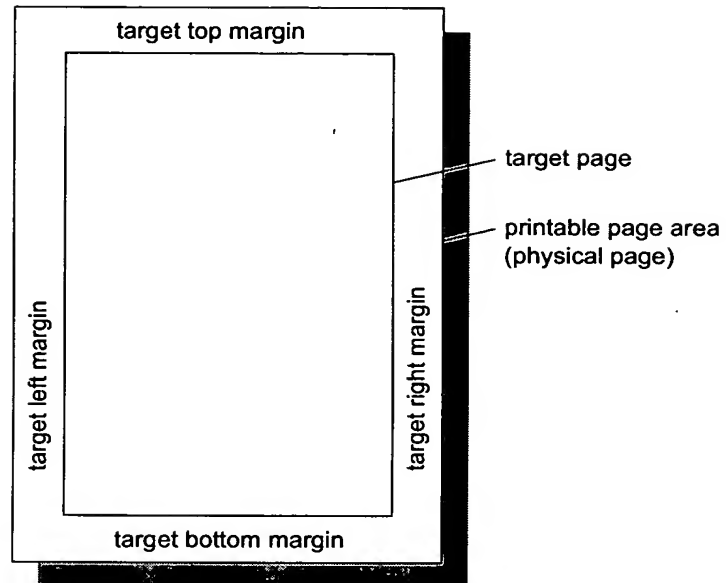 target top margin
target page
printable page area
(physical page)
target left margin
target right margin
target bottom margin